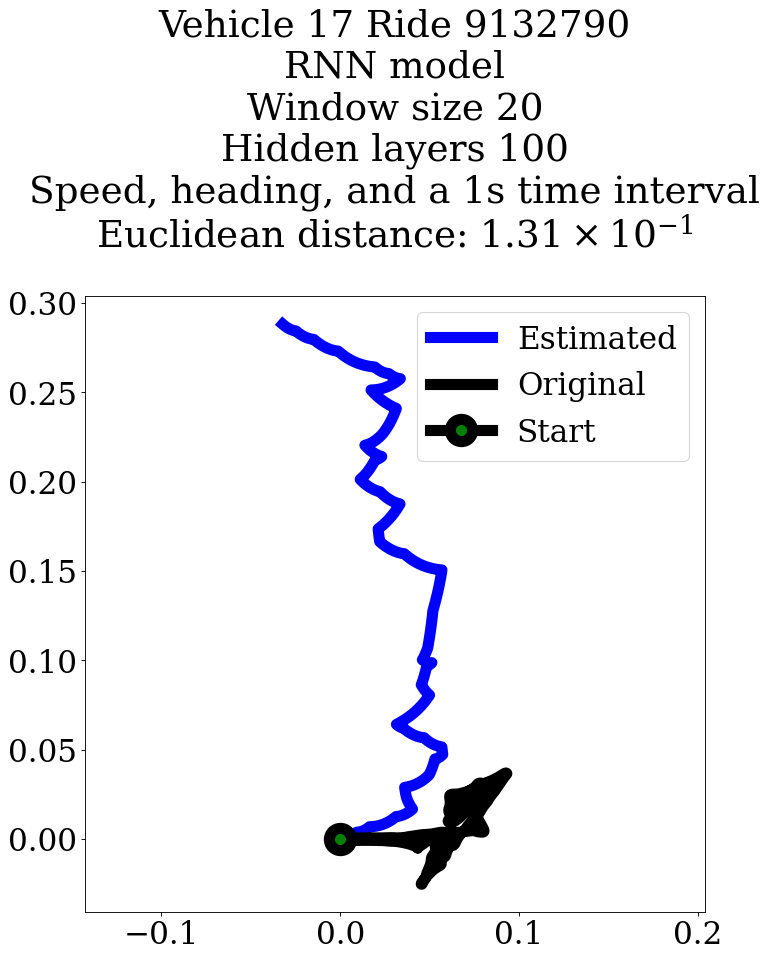 Vehicle 17 Ride 9132790
RNN model
Window size 20
Hidden layers 100
Speed, heading, and a 1s time interval
Euclidean distance: 1.31 × 10⁻¹
0.30
0.25
0.20
0.15
0.10
0.05
0.00
Estimated
Original
Start
−0.1
0.0
0.1
0.2